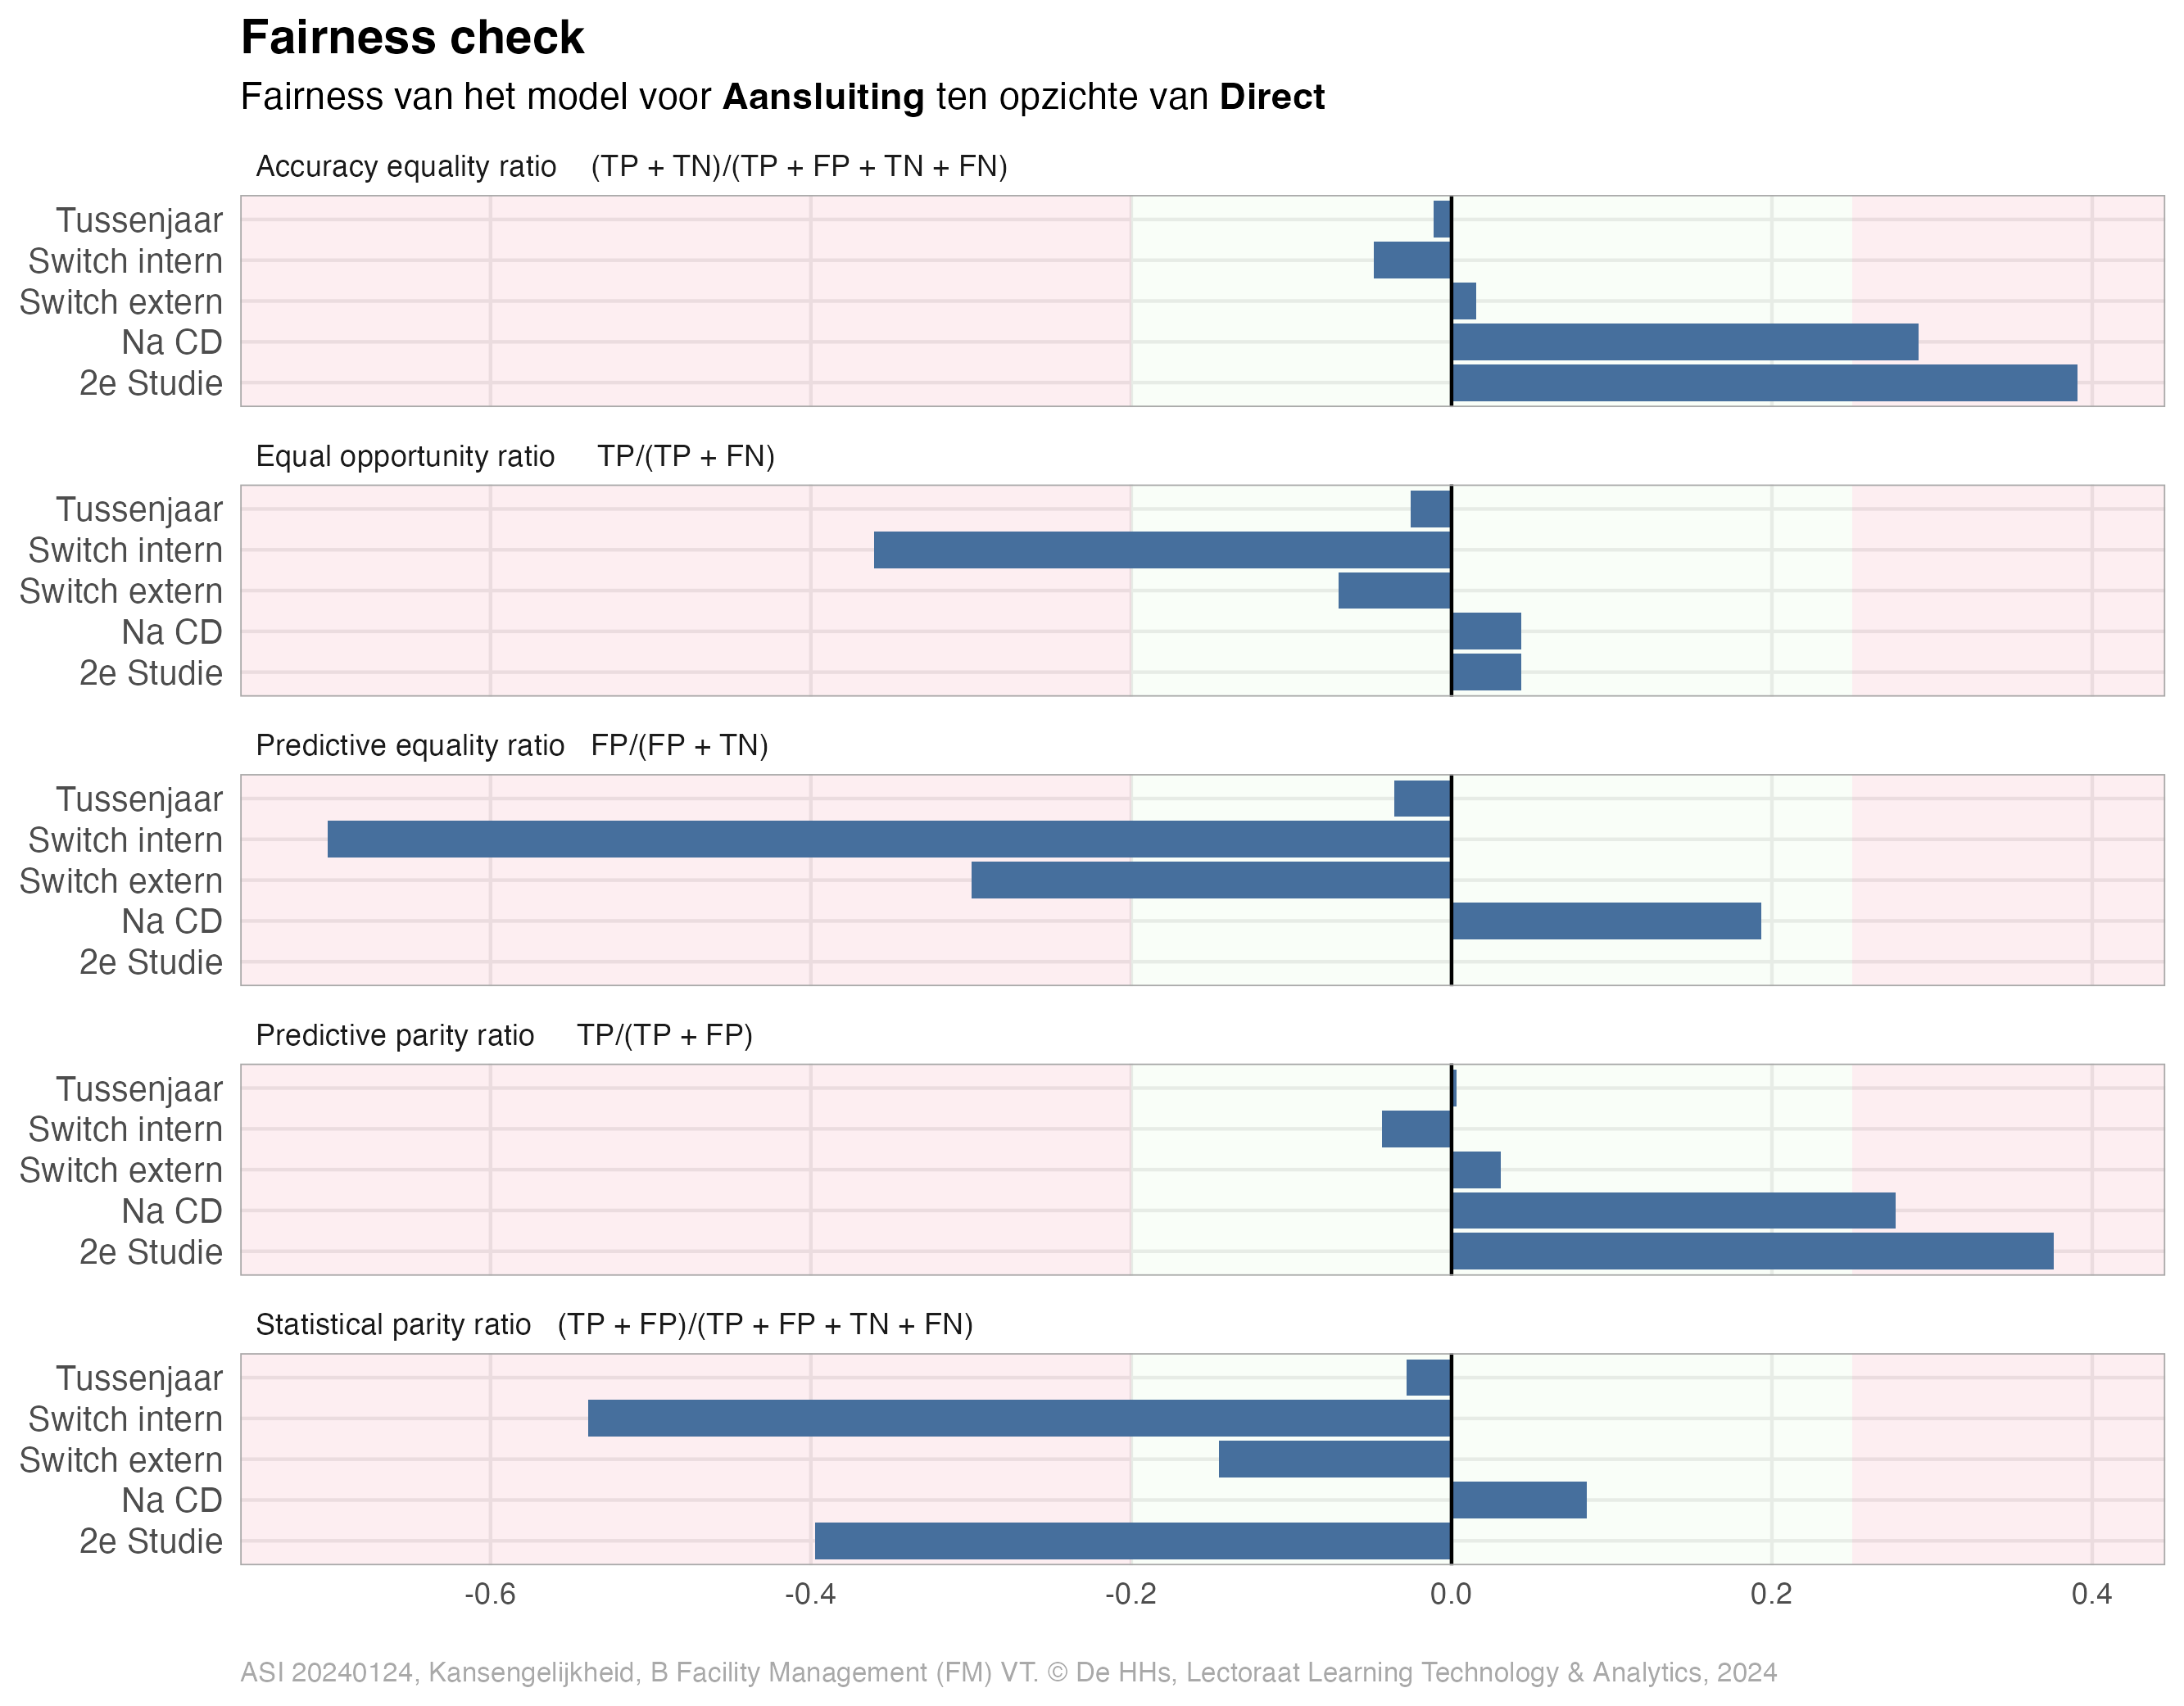 Fairness check
Fairness van het model voor Aansluiting ten opzichte van Direct
Accuracy equality ratio (TP + TN)/(TP + FP + TN + FN)
Tussenjaar
Switch intern
Switch extern
Na CD
2e Studie
Equal opportunity ratio TP/(TP + FN)
Tussenjaar
Switch intern
Switch extern
Na CD
2e Studie
Predictive equality ratio FP/(FP + TN)
Tussenjaar
Switch intern
Switch extern
Na CD
2e Studie
Predictive parity ratio TP/(TP + FP)
Tussenjaar
Switch intern
Switch extern
Na CD
2e Studie
Statistical parity ratio (TP + FP)/(TP + FP + TN + FN)
Tussenjaar
Switch intern
Switch extern
Na CD
2e Studie
-0.6 -0.4 -0.2 0.0 0.2 0.4
ASI 20240124, Kansengelijkheid, B Facility Management (FM) VT. © De HHs, Lectoraat Learning Technology & Analytics, 2024